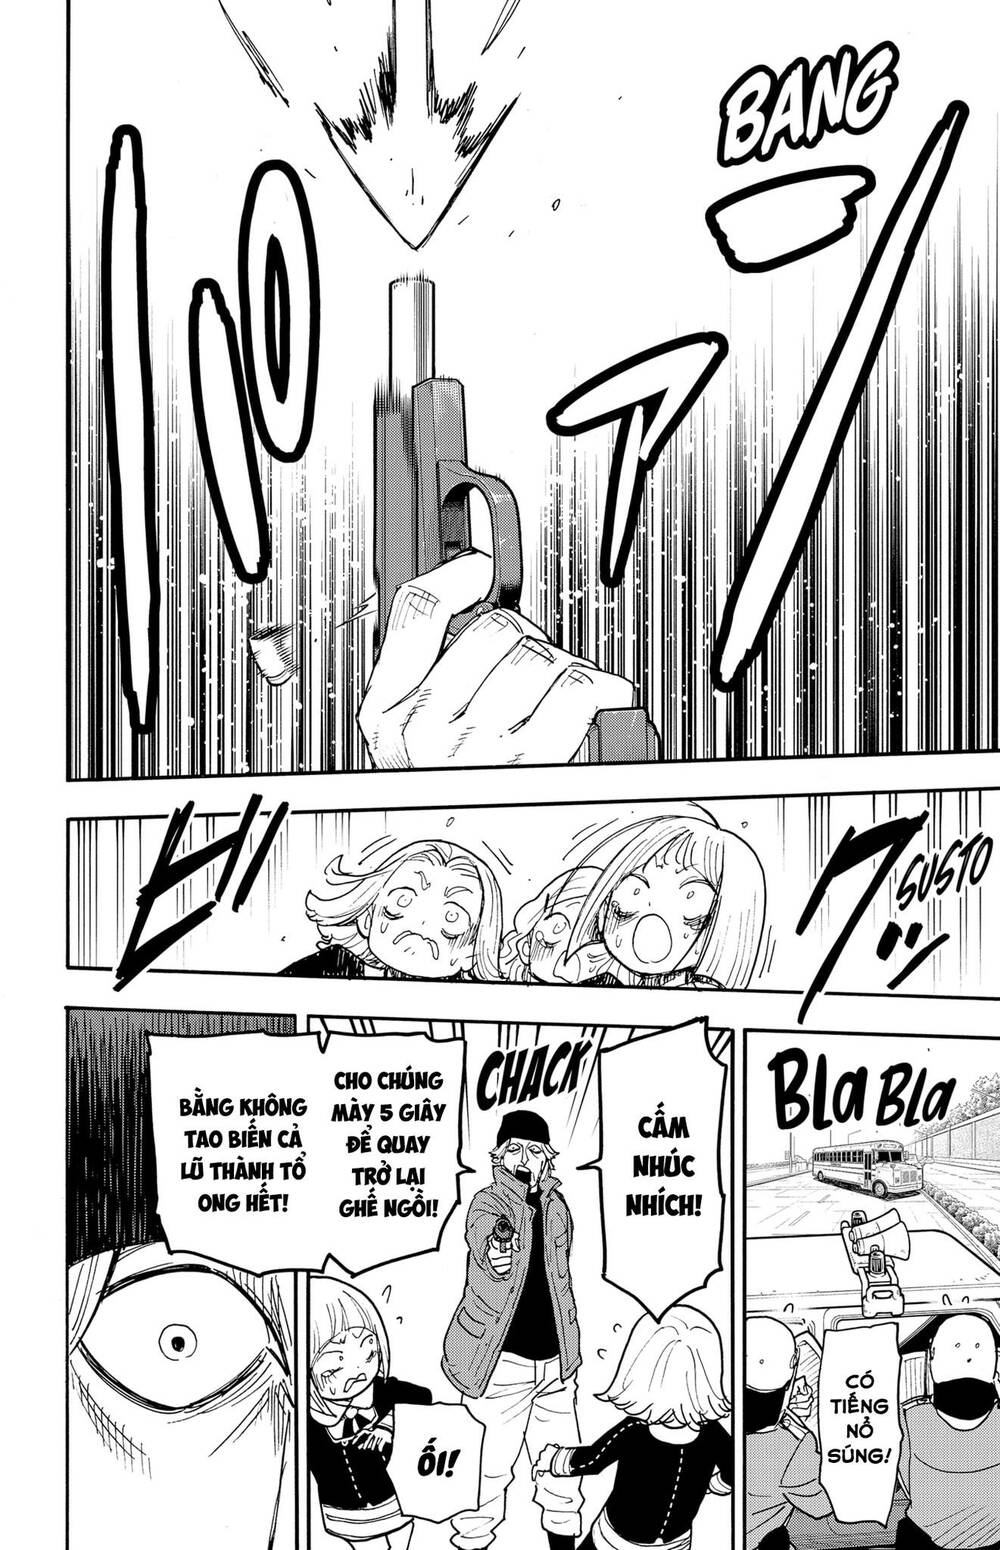 BANG
バァン
ビクッ
SUSTO
BLA BLA
CÓ
TIẾNG
NỔ
SÚNG!
CẤM
NHÚC
NHÍCH!
CHACK
CHO CHÚNG
MÀY 5 GIÂY
ĐỂ QUAY
TRỞ LẠI
GHẾ NGỒI!
BẰNG KHÔNG
TAO BIẾN CẢ
LŨ THÀNH TỔ
ONG HẾT!
ỐI!